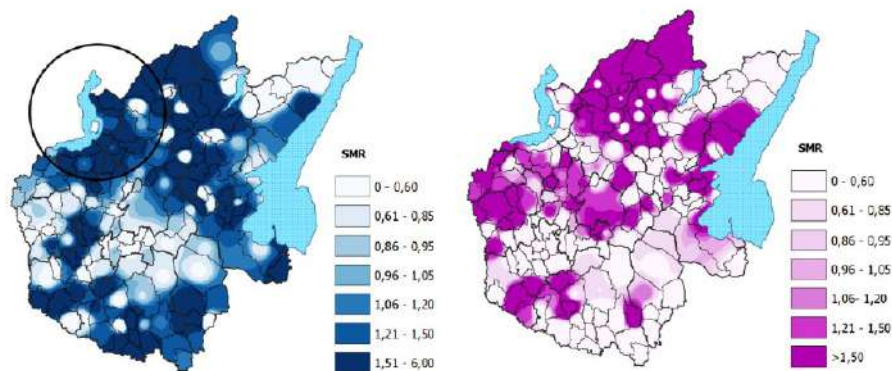 SMR
0 - 0,60
0,61 - 0,85
0,86 - 0,95
0,96 - 1,05
1,06 - 1,20
1,21 - 1,50
1,51 - 6,00
SMR
0 - 0,60
0,61 - 0,85
0,86 - 0,95
0,96 - 1,05
1,06- 1,20
1,21 - 1,50
>1,50